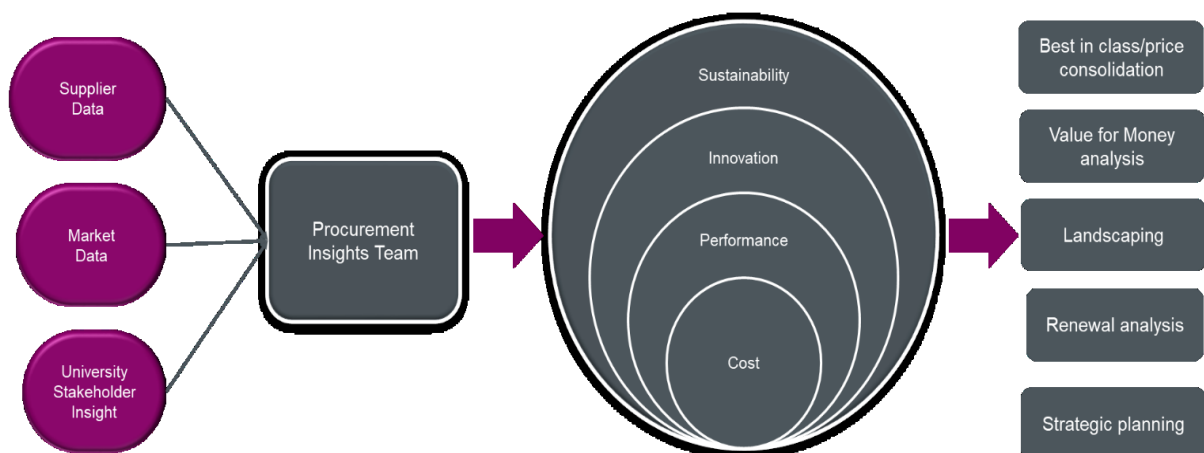 Supplier
Data
Market
Data
University
Stakeholder
Insight
Procurement
Insights Team
Sustainability
Innovation
Performance
Cost
Best in class/price
consolidation
Value for Money
analysis
Landscaping
Renewal analysis
Strategic planning